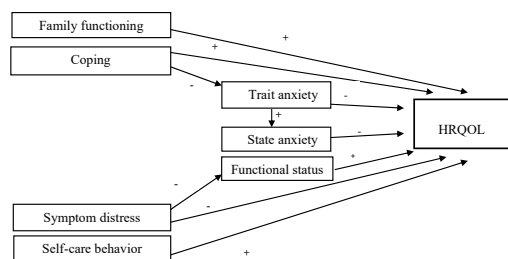 Family functioning
+
+
Coping
-
Trait anxiety
-
+
HRQOL
State anxiety
-
Functional status
+
-
-
Symptom distress
Self-care behavior
+